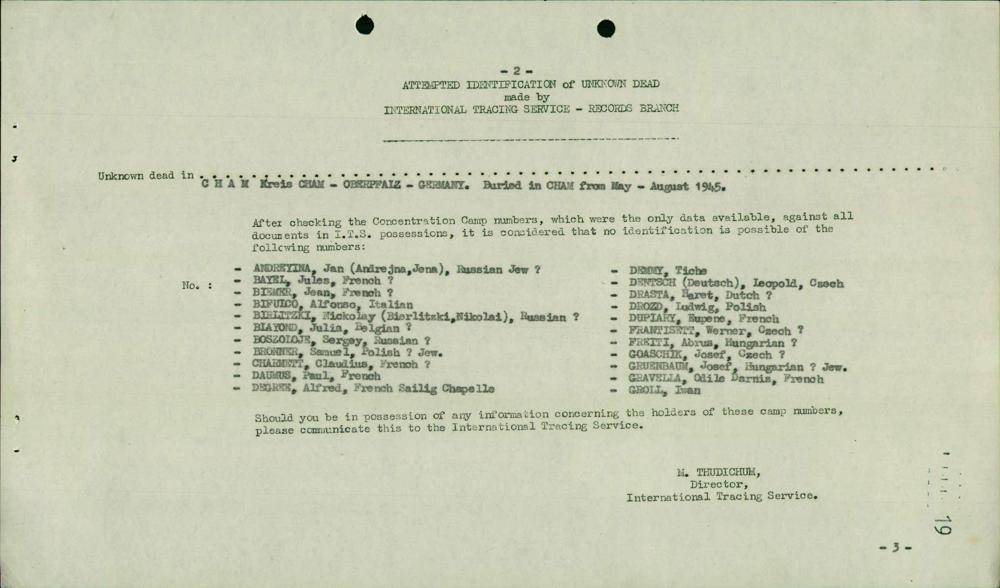 - 2 -
ATTEMPTED IDENTIFICATION of UNKNOWN DEAD
made by
INTERNATIONAL TRACING SERVICE - RECORDS BRANCH
Unknown dead in . . . . . . . . . . . . . . . . . . . . . . . . . . . . . . . . . . . . . . . .
C H A M Kreis CHAM - OBERPFALZ - GERMANY. Buried in CHAM from May - August 1945.
After checking the Concentration Camp numbers, which were the only data available, against all
documents in I.T.S. possessions, it is considered that no identification is possible of the
following numbers:
No. :
- ANDREYINA, Jan (Andrejna,Jena), Russian Jew ?
- BAYEL, Jules, French ?
- BIEMER, Jean, French ?
- BIFULCO, Alfonso, Italian
- BIRLITZKI, Nickolay (Bierlitzki,Nikolai), Russian ?
- BLAYOND, Julia, Belgian ?
- BOSZOLOJE, Sergey, Russian ?
- BRONNER, Samuel, Polish ? Jew.
- CHARMETT, Claudius, French ?
- DAUMUS, Paul, French
- DEGREE, Alfred, French Sailig Chapelle
- DEMMY, Tiche
- DENTSCH (Deutsch), Leopold, Czech
- DRASTA, Haret, Dutch ?
- DROZD, Ludwig, Polish
- DUPIARY, Eupene, French
- FRANTISETT, Werner, Czech ?
- FREITI, Abrus, Hungarian ?
- GOASCHIK, Josef, Czech ?
- GRUENBAUM, Josef, Hungarian ? Jew.
- GRAVELLA, Odile Darnis, French
- GROLL, Iwan
Should you be in possession of any information concerning the holders of these camp numbers,
please communicate this to the International Tracing Service.
M. THUDICHUM,
Director,
International Tracing Service.
19
- 3 -